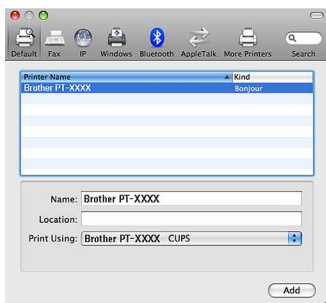 Default Fax IP Windows Bluetooth AppleTalk More Printers Search
Printer Name Kind
Brother PT-XXXX Bonjour
Name: Brother PT-XXXX
Location:
Print Using: Brother PT-XXXX CUPS
Add